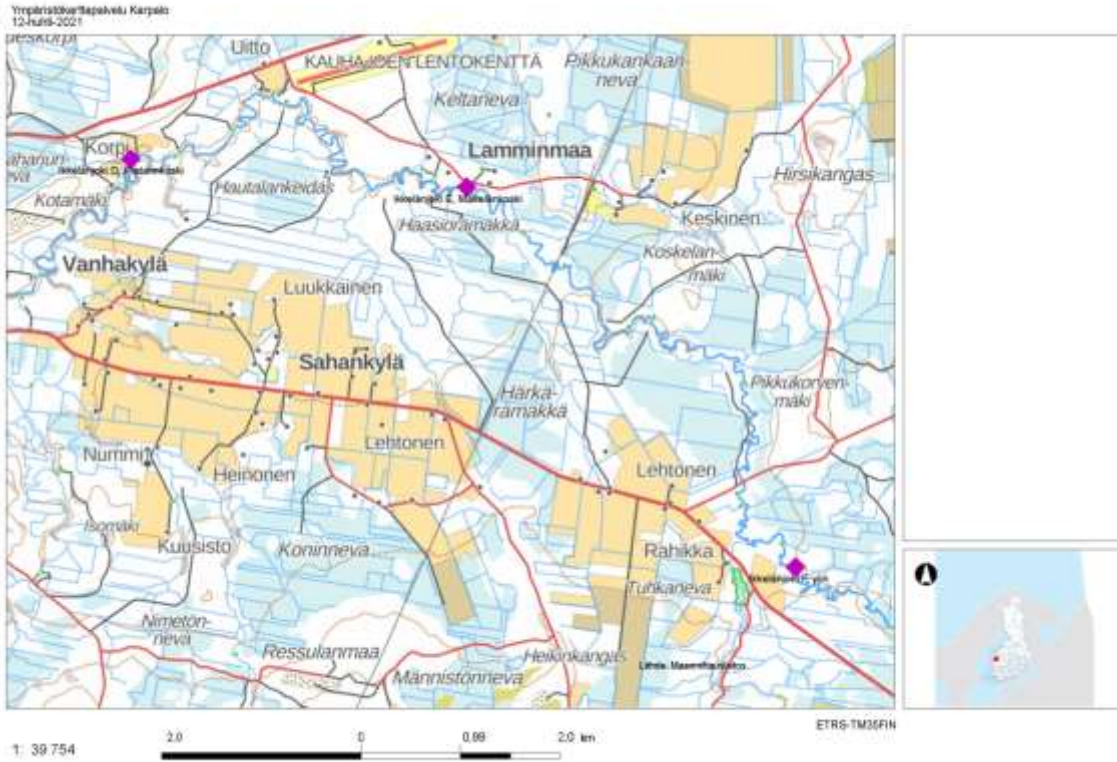 Ympäristökarttapalvelu Karpalo
12-huhti-2021
Uitto
KAUHAJOEN LENTOKENTTÄ
Pikkukankaan-
neva
Keltaneva
Korpi
Lamminmaa
Hautalankeidas
Hirsikangas
Kotamäki
Haasiorämäkkä
Keskinen
Koskelan-
mäki
Vanhakylä
Luukkainen
Sahankylä
Härkä-
rämäkkä
Pikkukorven-
mäki
Lehtonen
Lehtonen
Nummi
Heinonen
Isomäki
Kuusisto
Koninneva
Rahikka
Tuhkaneva
Nimetön-
neva
Ressulanmaa
Heikinkangas
Männistönneva
Lähde: Maanmittauslaitos
ETRS-TM35FIN
1: 39 754
2.0
0
0,99
2.0 km